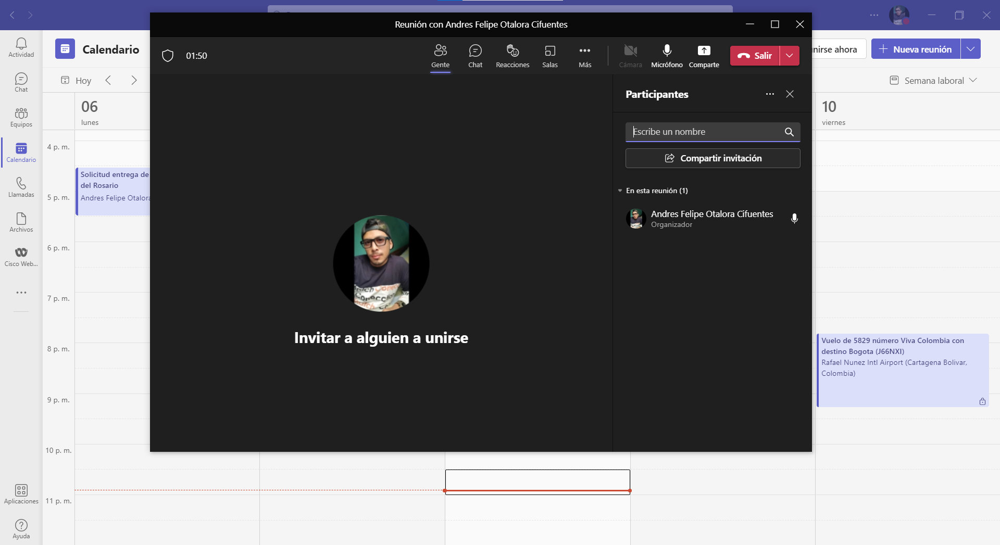 Reunión con Andres Felipe Otalora Cifuentes
Actividad
Calendario
01:50
Gente
Chat
Reacciones
Salas
Más
Cámara
Micrófono
Comparte
Salir
nirse ahora
Nueva reunión
Chat
Hoy
Semana laboral
Participantes
06
lunes
10
viernes
Equipos
Escribe un nombre
4 p. m.
Calendario
Compartir invitación
Solicitud entrega de
del Rosario
Andres Felipe Otalora
Llamadas
5 p. m.
En esta reunión (1)
Andres Felipe Otalora Cifuentes
Organizador
Archivos
6 p. m.
Cisco Web...
7 p. m.
Invitar a alguien a unirse
8 p. m.
Vuelo de 5829 número Viva Colombia con
destino Bogota (J66NXI)
Rafael Nunez Intl Airport (Cartagena Bolivar,
Colombia)
9 p. m.
10 p. m.
Aplicaciones
11 p. m.
Ayuda